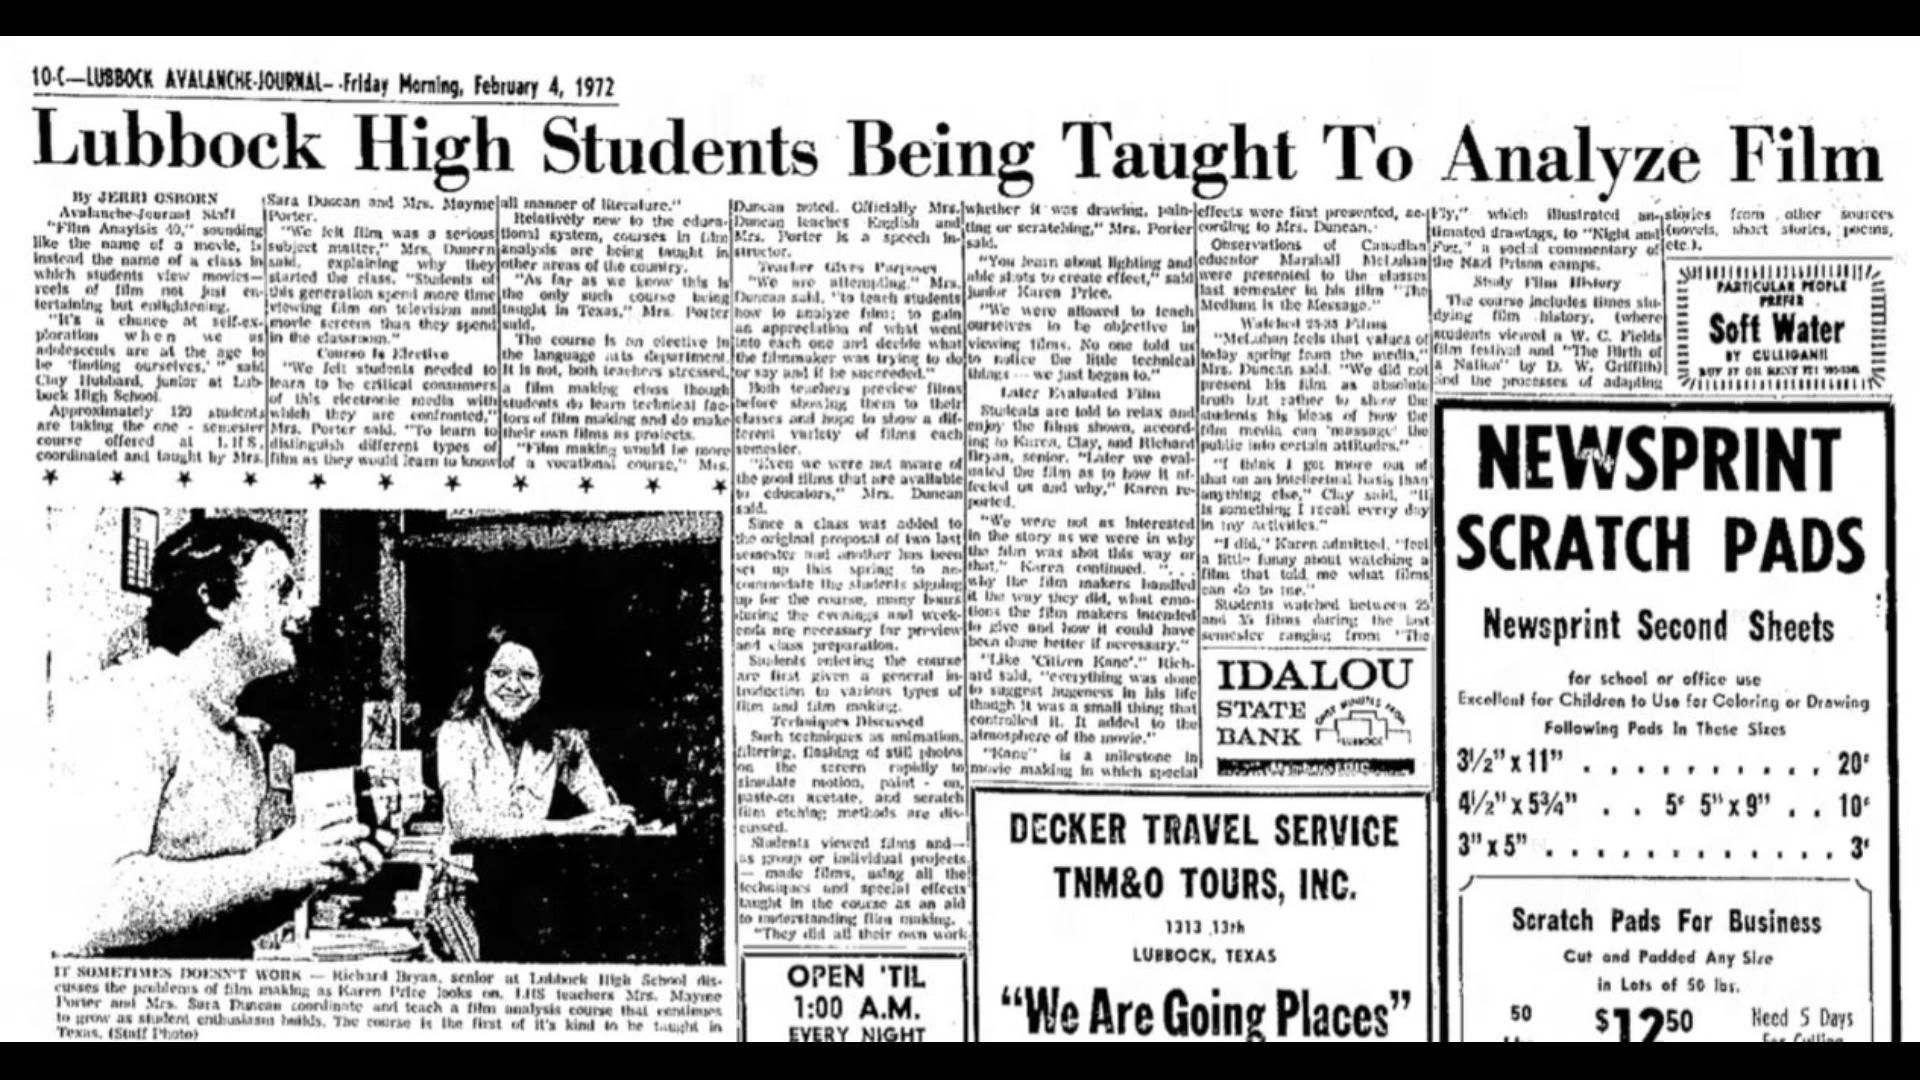 10-C—LUBBOCK AVALANCHE-JOURNAL—Friday Morning, February 4, 1972
Lubbock High Students Being Taught To Analyze Film
By JERRI OSBORN
Avalanche-Journal Staff
"Film Anaylsis 40," sounding
like the name of a movie, is
instead the name of a class in
which students view movies—
reels of film not just en-
tertaining but enlightening.
"It's a chance at self-ex-
ploration when we as
adolescents are at the age to
be 'finding ourselves,' " said
Clay Hubbard, junior at Lub-
bock High School.
Approximately 120 students
are taking the one - semester
course offered at LHS,
coordinated and taught by Mrs.
Sara Duncan and Mrs. Mayme
Porter.
"We felt film was a serious
subject matter," Mrs. Duncan
said, explaining why they
started the class. "Students of
this generation spend more time
viewing film on television and
movie screens than they spend
in the classroom."
Course Is Elective
"We felt students needed to
learn to be critical consumers
of this electronic media with
which they are confronted,"
Mrs. Porter said. "To learn to
distinguish different types of
film as they would learn to know
all manner of literature."
Relatively new to the educa-
tional system, courses in film
analysis are being taught in
other areas of the country.
"As far as we know this is
the only such course being
taught in Texas," Mrs. Porter
said.
The course is an elective in
the language arts department.
It is not, both teachers stressed,
a film making class though
students do learn technical fac-
tors of film making and do make
their own films as projects.
"Film making would be more
of a vocational course," Mrs.
Duncan noted. Officially Mrs.
Duncan teaches English and
Mrs. Porter is a speech in-
structor.
Teacher Gives Purposes
"We are attempting," Mrs.
Duncan said, "to teach students
how to analyze film; to gain
an appreciation of what went
into each one and decide what
the filmmaker was trying to do
or say and if he succeeded."
Both teachers preview films
before showing them to their
classes and hope to show a dif-
ferent variety of films each
semester.
"Even we were not aware of
the good films that are available
to educators," Mrs. Duncan
said.
Since a class was added to
the original proposal of two last
semester and another has been
set up this spring to ac-
commodate the students signing
up for the course, many hours
during the evenings and week-
ends are necessary for preview
and class preparation.
Students entering the course
are first given a general in-
troduction to various types of
film and film making.
Techniques Discussed
Such techniques as animation,
filtering, flashing of still photos
on the screen rapidly to
simulate motion, paint - on,
paste-on acetate, and scratch
film etching methods are dis-
cussed.
Students viewed films and—
as group or individual projects
— made films, using all the
techniques and special effects
taught in the course as an aid
to understanding film making.
"They did all their own work
whether it was drawing, pain-
ting or scratching," Mrs. Porter
said.
"You learn about lighting and
able shots to create effect," said
junior Karen Price.
"We were allowed to teach
ourselves to be objective in
viewing films. No one told us
to notice the little technical
things — we just began to."
Later Evaluated Film
Students are told to relax and
enjoy the films shown, accord-
ing to Karen, Clay, and Richard
Bryan, senior. "Later we eval-
uated the film as to how it af-
fected us and why," Karen re-
ported.
"We were not as interested
in the story as we were in why
the film was shot this way or
that," Karen continued. ". . .
why the film makers handled
it the way they did, what emo-
tions the film makers intended
to give and how it could have
been done better if necessary."
"Like 'Citizen Kane'," Rich-
ard said, "everything was done
to suggest hugeness in his life
though it was a small thing that
controlled it. It added to the
atmosphere of the movie."
"Kane" is a milestone in
movie making in which special
effects were first presented, ac-
cording to Mrs. Duncan.
Observations of Canadian
educator Marshall McLuhan
were presented to the classes
last semester in his film "The
Medium is the Message."
Watched 25-35 Films
"McLuhan feels that values of
today spring from the media,"
Mrs. Duncan said. "We did not
present his film as absolute
truth but rather to show the
students his ideas of how the
film media can 'massage' the
public into certain attitudes."
"I think I got more out of
that on an intellectual basis than
anything else," Clay said, "It
is something I recall every day
in my activities."
"I did," Karen admitted, "feel
a little funny about watching a
film that told me what films
can do to me."
Students watched between 25
and 35 films during the last
semester ranging from "The
Fly," which illustrated an-
imated drawings, to "Night and
Fog," a social commentary of
the Nazi Prison camps.
Study Film History
The course includes times stu-
dying film history, (where
students viewed a W. C. Fields
film festival and "The Birth of
a Nation" by D. W. Griffith)
and the processes of adapting
stories from other sources
(novels, short stories, poems,
etc.).
PARTICULAR PEOPLE
PREFER
Soft Water
BY CULLIGAN!!
BUY IT OR RENT IT!
IT SOMETIMES DOESN'T WORK — Richard Bryan, senior at Lubbock High School dis-
cusses the problems of film making as Karen Price looks on. LHS teachers Mrs. Mayme
Porter and Mrs. Sara Duncan coordinate and teach a film analysis course that continues
to grow as student enthusiasm builds. The course is the first of it's kind to be taught in
Texas. (Staff Photo)
OPEN 'TIL
1:00 A.M.
EVERY NIGHT
IDALOU
STATE
BANK
LUBBOCK
DECKER TRAVEL SERVICE
TNM&O TOURS, INC.
1313 13th
LUBBOCK, TEXAS
"We Are Going Places"
NEWSPRINT
SCRATCH PADS
Newsprint Second Sheets
for school or office use
Excellent for Children to Use for Coloring or Drawing
Following Pads In These Sizes
3½" x 11" . . . . . . . . . . 20¢
4½" x 5¾" . . 5¢ 5" x 9" . . 10¢
3" x 5" . . . . . . . . . . . . 3¢
Scratch Pads For Business
Cut and Padded Any Size
in Lots of 50 lbs.
50 $12.50 Need 5 Days
For Cutting